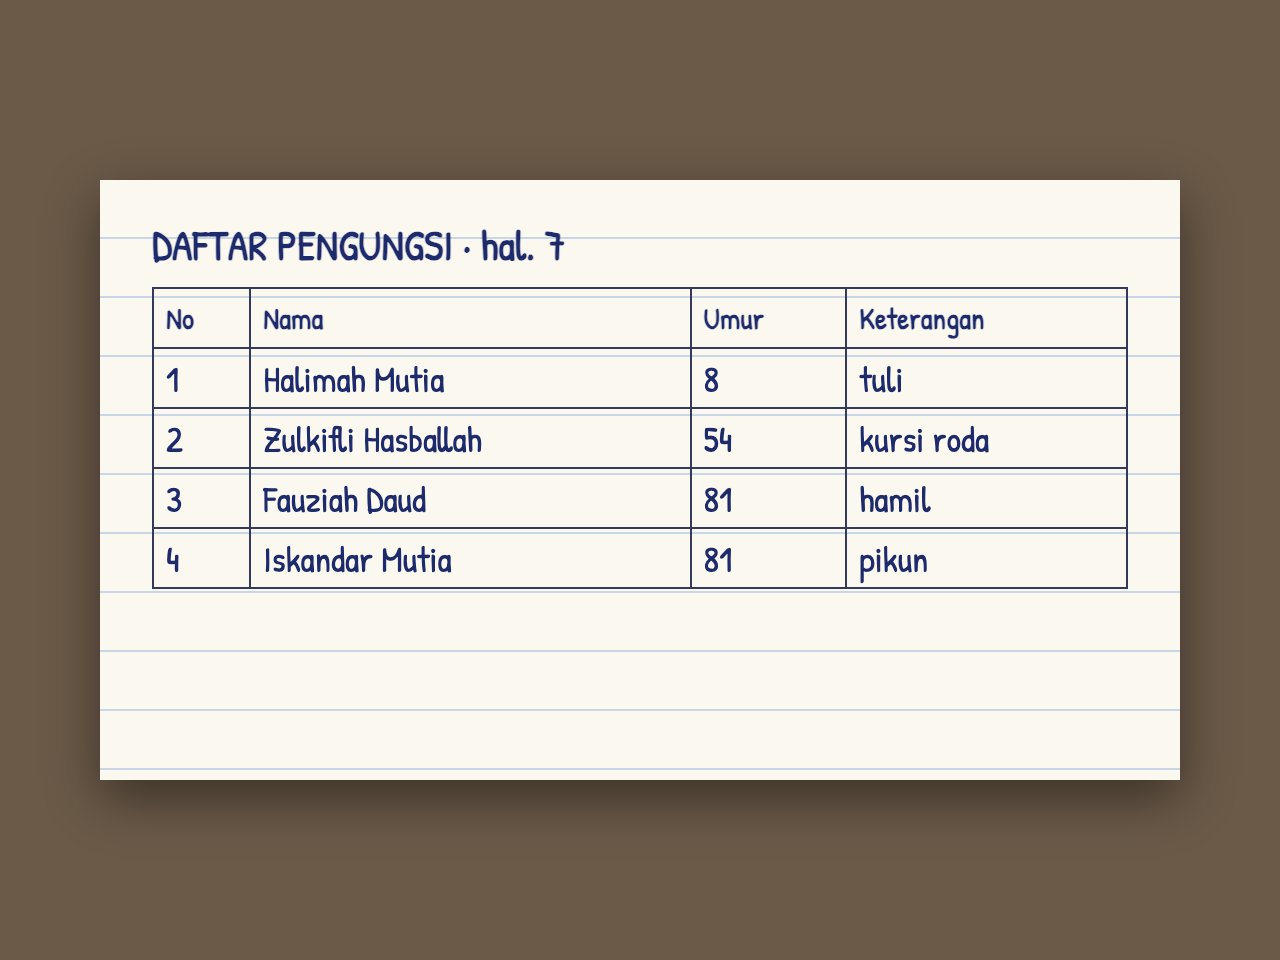 DAFTAR PENGUNGSI · hal. 7
No Nama Umur Keterangan
1 Halimah Mutia 8 tuli
2 Zulkifli Hasballah 54 kursi roda
3 Fauziah Daud 81 hamil
4 Iskandar Mutia 81 pikun